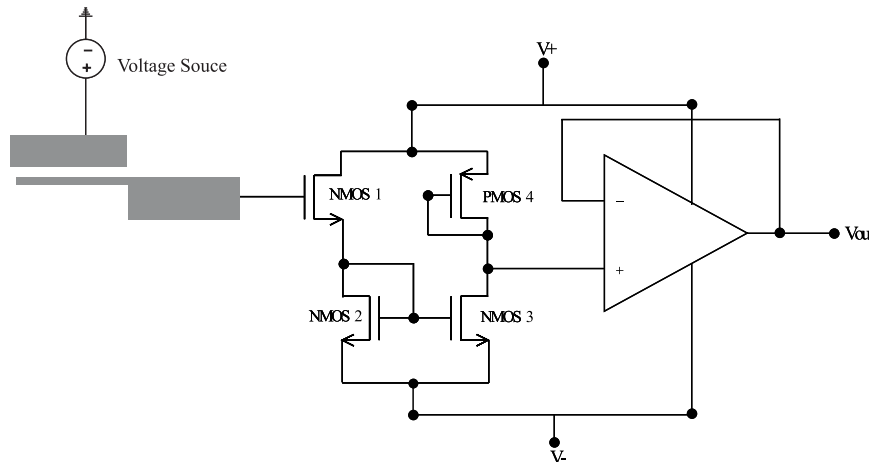 Voltage Souce
V+
NMOS 1
PMOS 4
−
+
−
+
Vou
NMOS 2
NMOS 3
V-